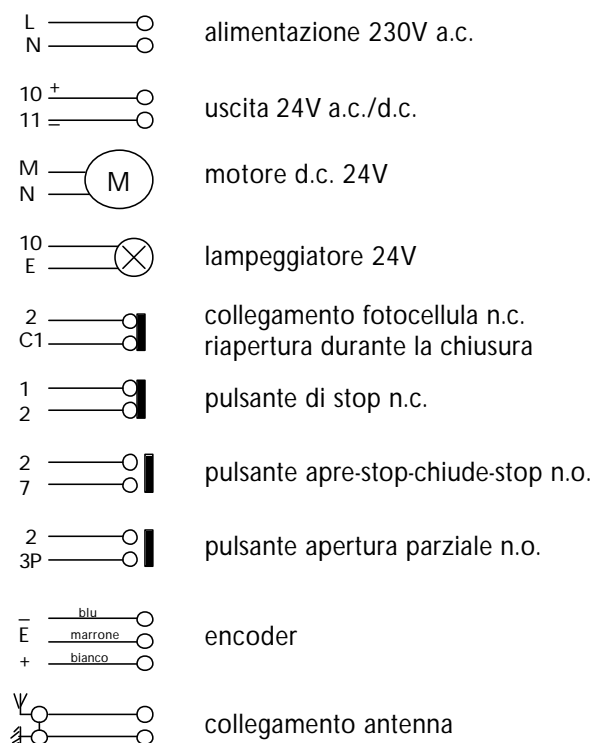 L
N
alimentazione 230V a.c.
10 +
11 –
uscita 24V a.c./d.c.
M
N
M
motore d.c. 24V
10
E
lampeggiatore 24V
2
C1
collegamento fotocellula n.c.
riapertura durante la chiusura
1
2
pulsante di stop n.c.
2
7
pulsante apre-stop-chiude-stop n.o.
2
3P
pulsante apertura parziale n.o.
– blu
E marrone
+ bianco
encoder
collegamento antenna